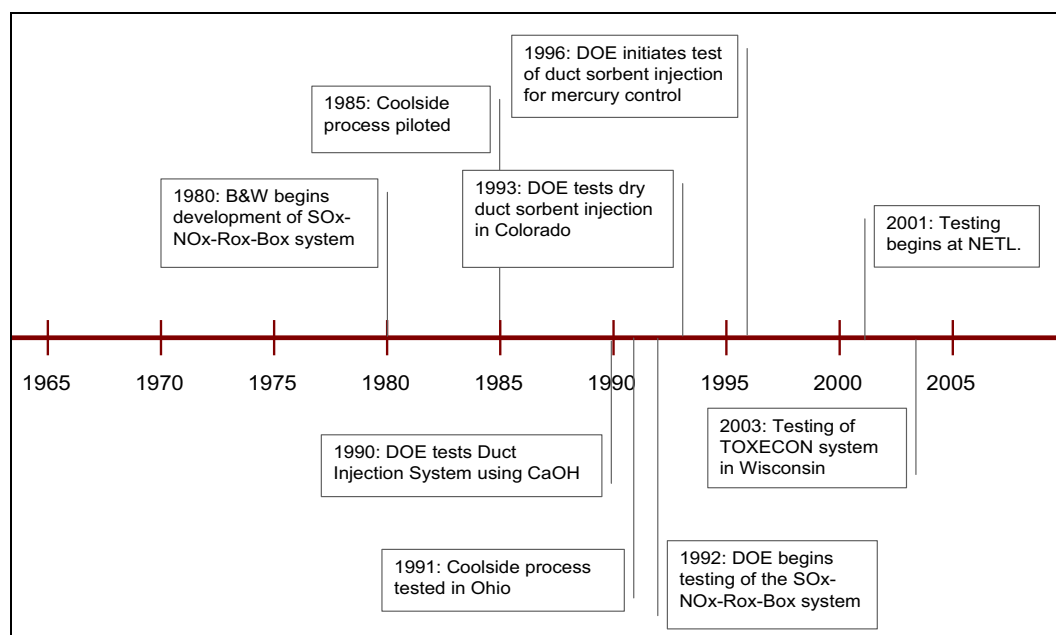 1996: DOE initiates test
of duct sorbent injection
for mercury control
1985: Coolside
process piloted
1980: B&W begins
development of SOx-
NOx-Rox-Box system
1993: DOE tests dry
duct sorbent injection
in Colorado
2001: Testing
begins at NETL.
1965 1970 1975 1980 1985 1990 1995 2000 2005
1990: DOE tests Duct
Injection System using CaOH
2003: Testing of
TOXECON system
in Wisconsin
1991: Coolside process
tested in Ohio
1992: DOE begins
testing of the SOx-
NOx-Rox-Box system